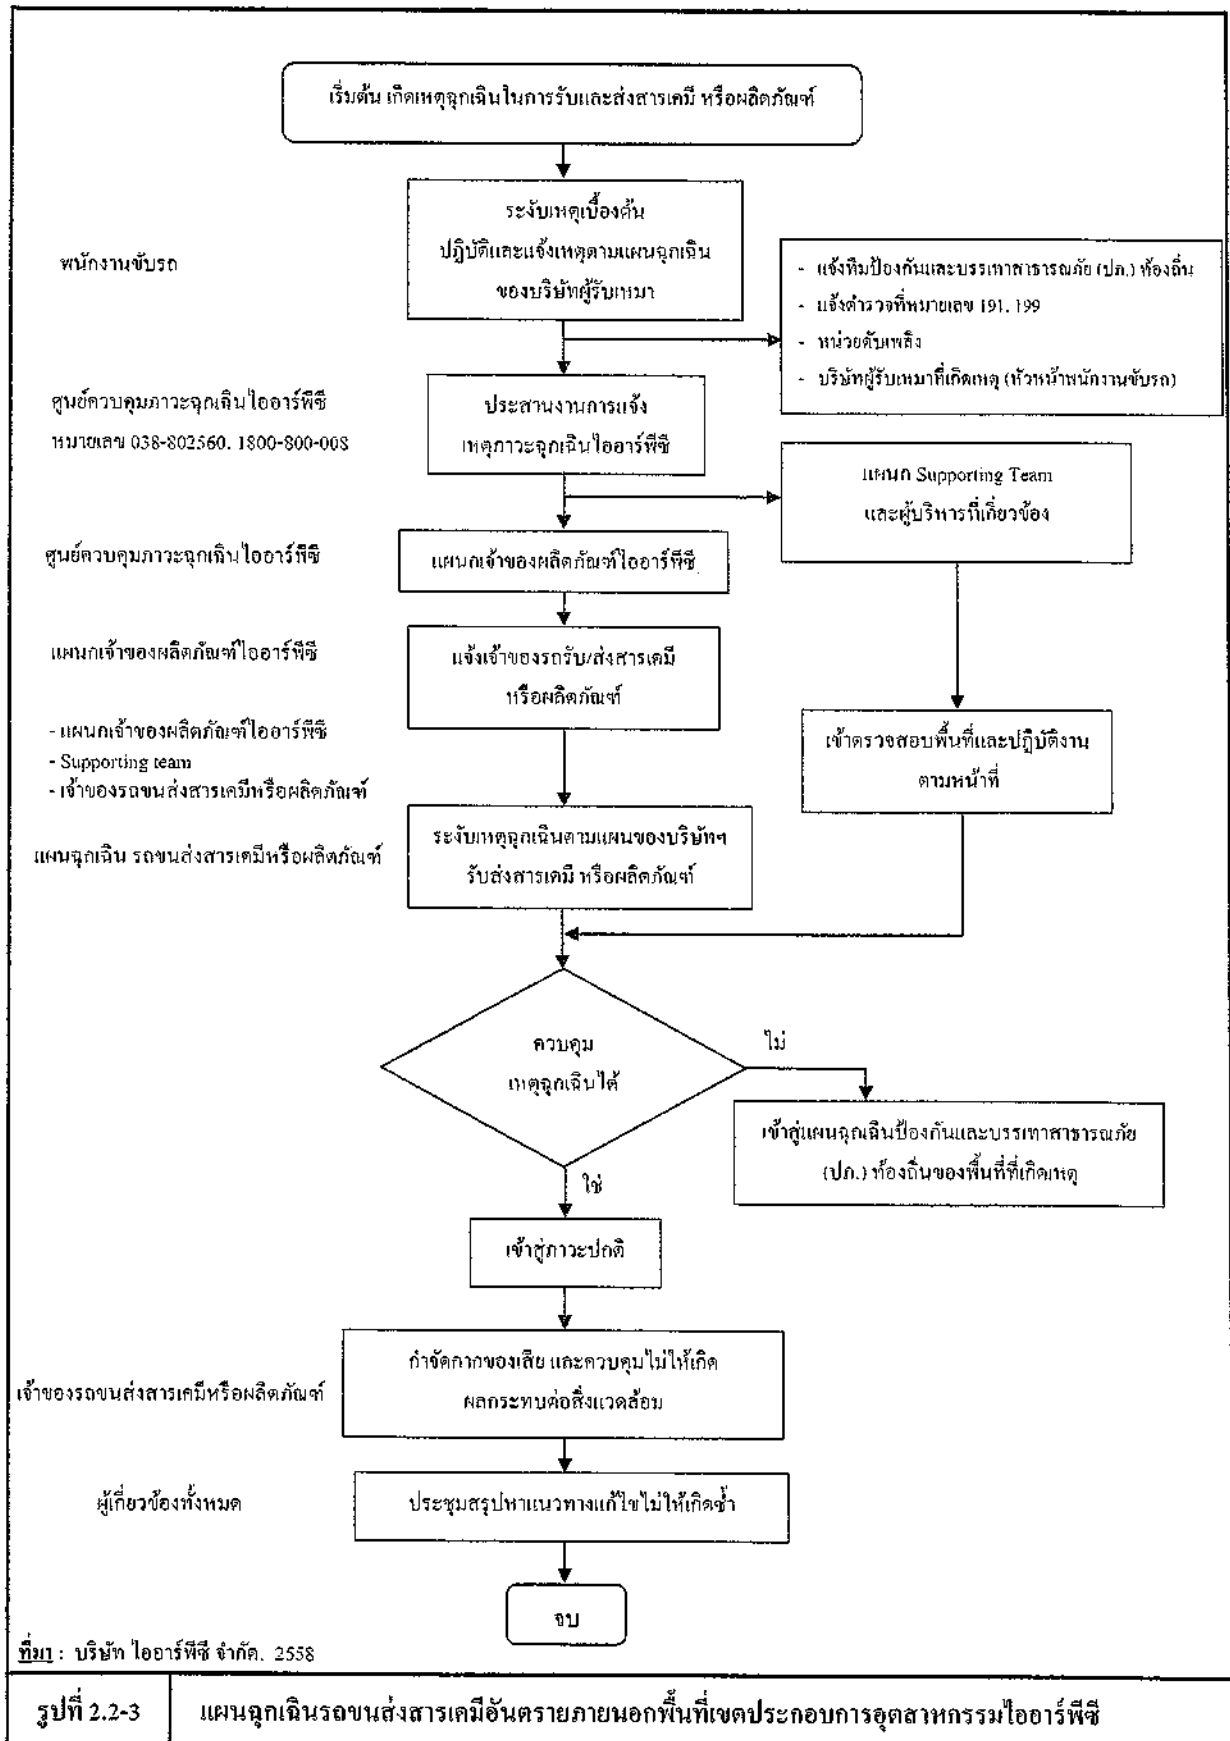 เริ่มต้น เกิดเหตุฉุกเฉินในการรับและส่งสารเคมี หรือผลิตภัณฑ์
ระงับเหตุเบื้องต้น
ปฏิบัติและแจ้งเหตุตามแผนฉุกเฉิน
ของบริษัทผู้รับเหมา
พนักงานขับรถ
- แจ้งทีมป้องกันและบรรเทาสาธารณภัย (ปภ.) ท้องถิ่น
- แจ้งตำรวจที่หมายเลข 191, 199
- หน่วยดับเพลิง
- บริษัทผู้รับเหมาที่เกิดเหตุ (หัวหน้าพนักงานขับรถ)
ศูนย์ควบคุมภาวะฉุกเฉินไออาร์พีซี
หมายเลข 038-802560, 1800-800-008
ประสานงานการแจ้ง
เหตุภาวะฉุกเฉินไออาร์พีซี
แผนก Supporting Team
และผู้บริหารที่เกี่ยวข้อง
ศูนย์ควบคุมภาวะฉุกเฉินไออาร์พีซี
แผนกเจ้าของผลิตภัณฑ์ไออาร์พีซี
แผนกเจ้าของผลิตภัณฑ์ไออาร์พีซี
แจ้งเจ้าของรถรับ/ส่งสารเคมี
หรือผลิตภัณฑ์
- แผนกเจ้าของผลิตภัณฑ์ไออาร์พีซี
- Supporting team
- เจ้าของรถขนส่งสารเคมีหรือผลิตภัณฑ์
เข้าตรวจสอบพื้นที่และปฏิบัติงาน
ตามหน้าที่
แผนฉุกเฉิน รถขนส่งสารเคมีหรือผลิตภัณฑ์
ระงับเหตุฉุกเฉินตามแผนของบริษัทฯ
รับส่งสารเคมี หรือผลิตภัณฑ์
ควบคุม
เหตุฉุกเฉินได้
ไม่
เข้าสู่แผนฉุกเฉินป้องกันและบรรเทาสาธารณภัย
(ปภ.) ท้องถิ่นของพื้นที่ที่เกิดเหตุ
ใช่
เข้าสู่ภาวะปกติ
กำจัดกากของเสีย และควบคุมไม่ให้เกิด
ผลกระทบต่อสิ่งแวดล้อม
เจ้าของรถขนส่งสารเคมีหรือผลิตภัณฑ์
ผู้เกี่ยวข้องทั้งหมด
ประชุมสรุปหาแนวทางแก้ไขไม่ให้เกิดซ้ำ
จบ
ที่มา : บริษัท ไออาร์พีซี จำกัด, 2558
รูปที่ 2.2-3
แผนฉุกเฉินรถขนส่งสารเคมีอันตรายภายนอกพื้นที่เขตประกอบการอุตสาหกรรมไออาร์พีซี